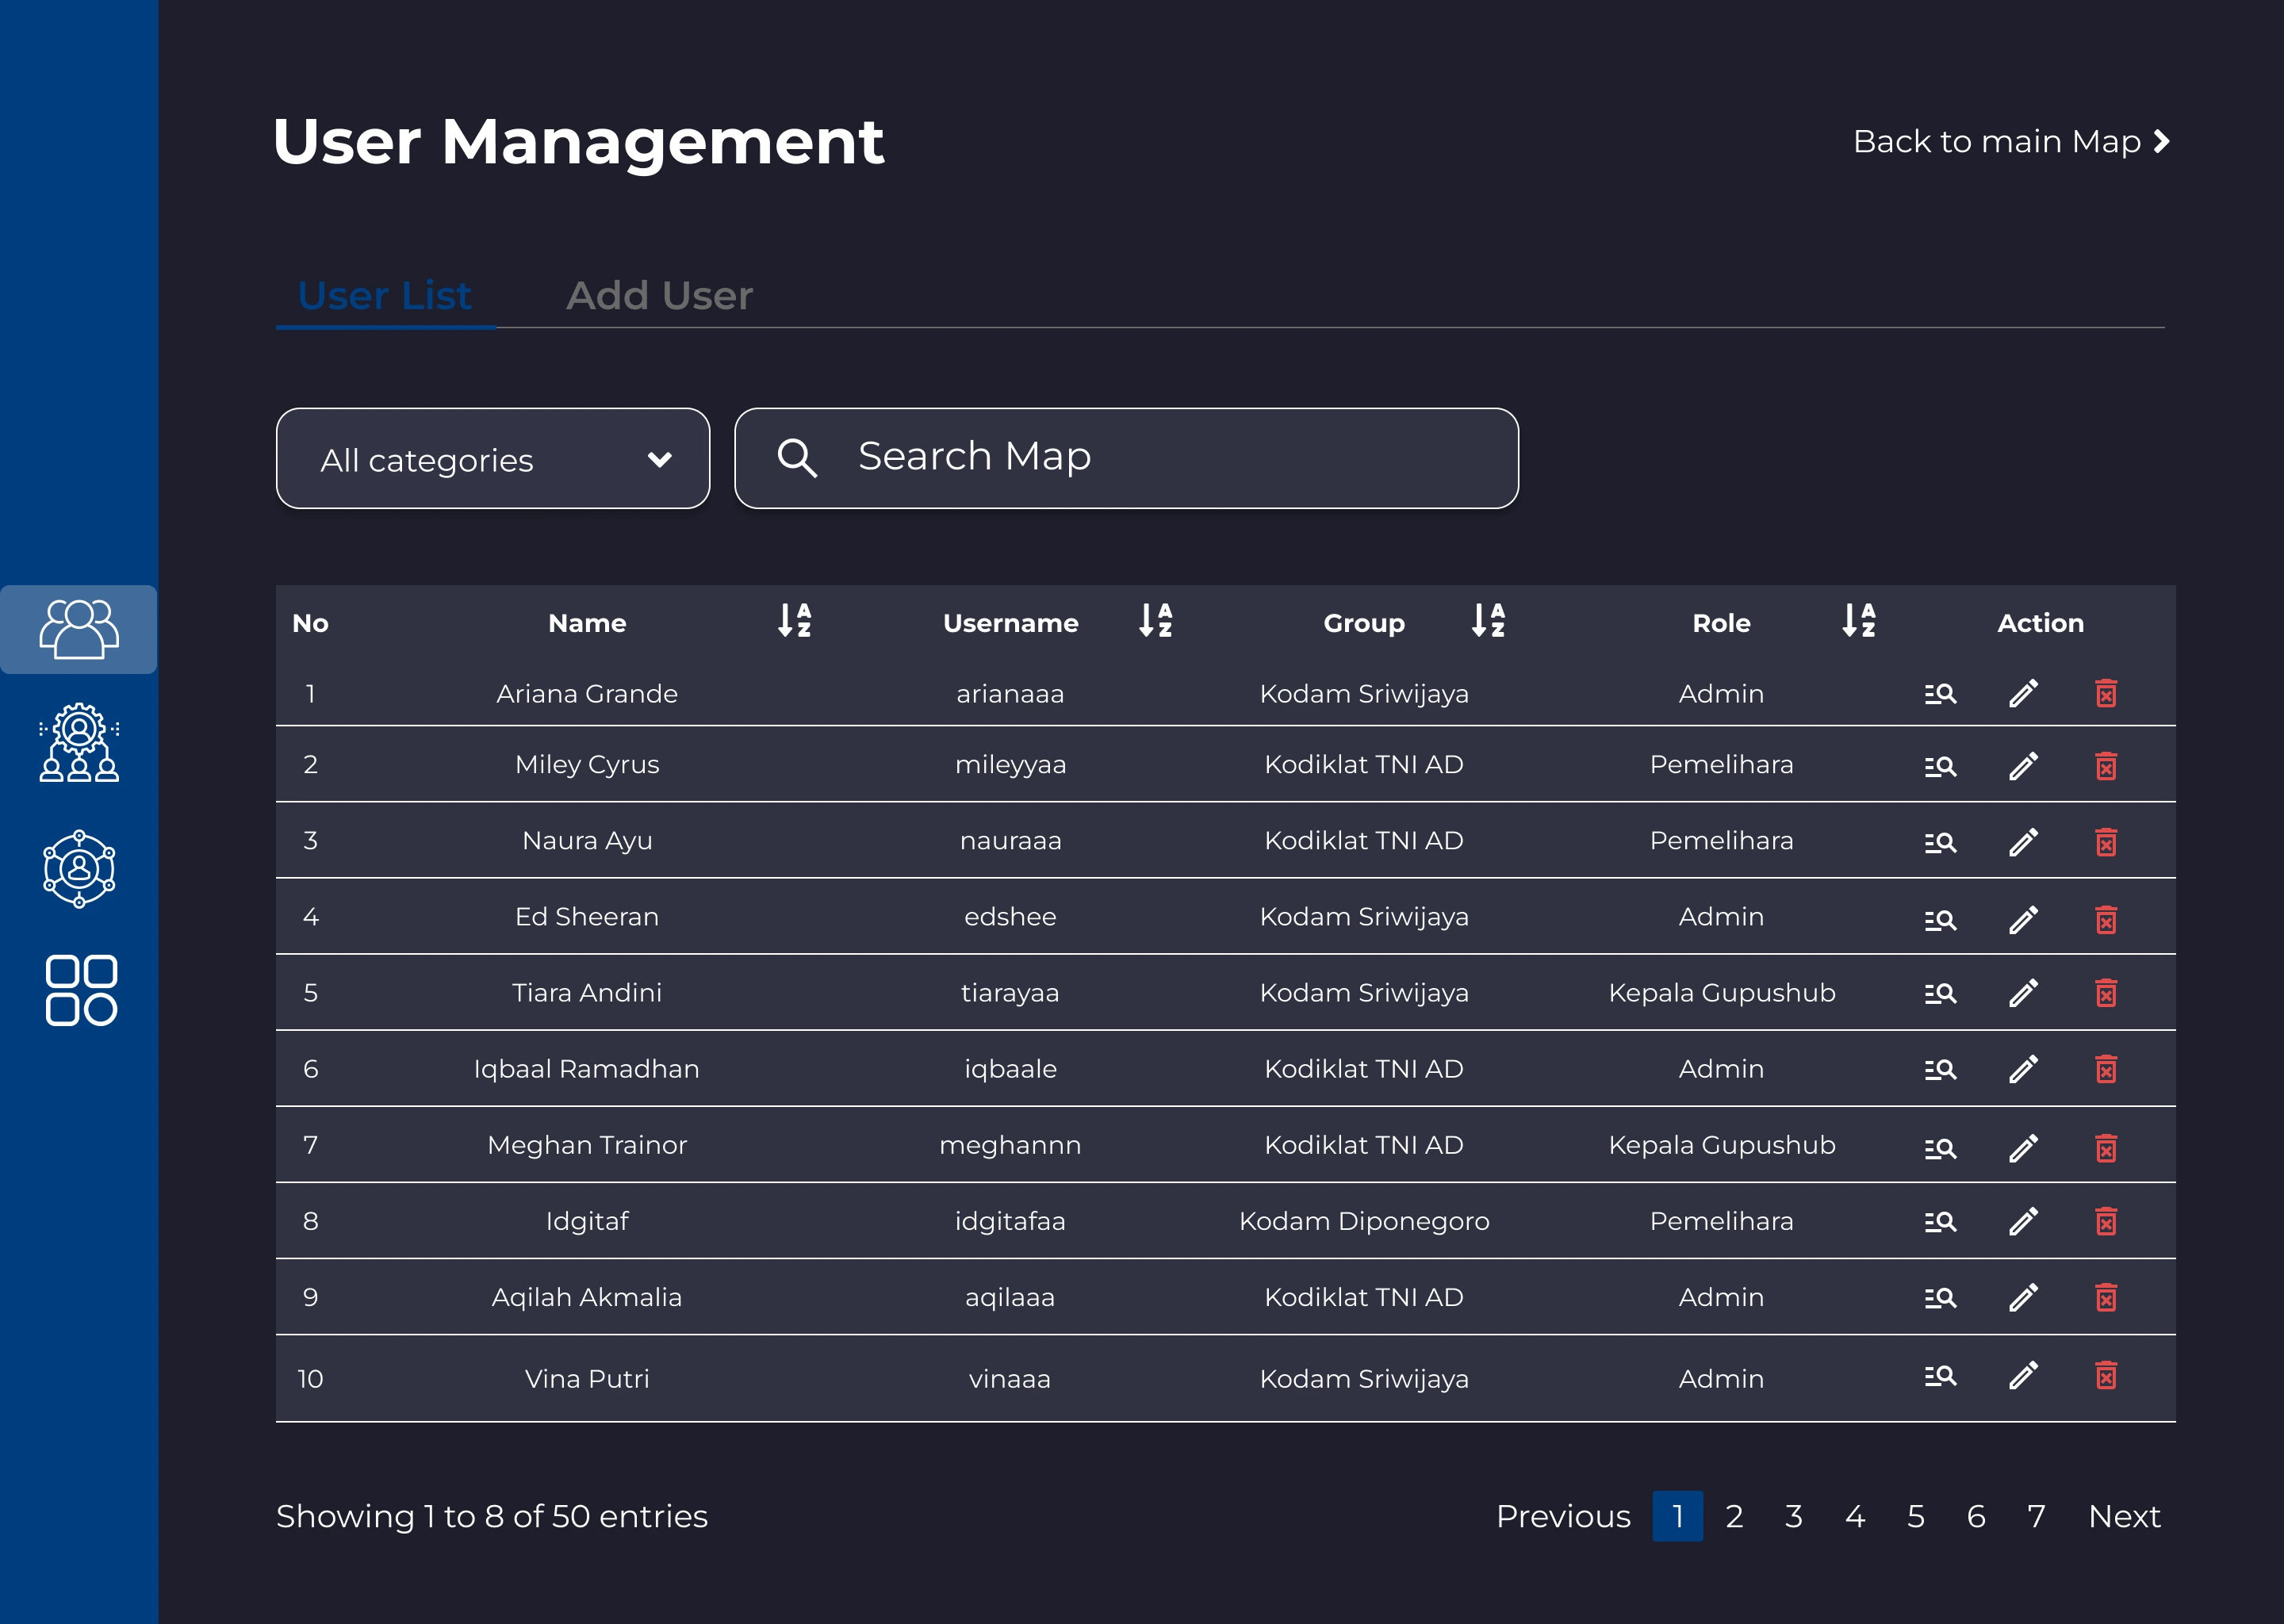 User Management
Back to main Map
User List Add User
All categories
Search Map
No Name Username Group Role Action
1 Ariana Grande arianaaa Kodam Sriwijaya Admin
2 Miley Cyrus mileyyaa Kodiklat TNI AD Pemelihara
3 Naura Ayu nauraaa Kodiklat TNI AD Pemelihara
4 Ed Sheeran edshee Kodam Sriwijaya Admin
5 Tiara Andini tiarayaa Kodam Sriwijaya Kepala Gupushub
6 Iqbaal Ramadhan iqbaale Kodiklat TNI AD Admin
7 Meghan Trainor meghannn Kodiklat TNI AD Kepala Gupushub
8 Idgitaf idgitafaa Kodam Diponegoro Pemelihara
9 Aqilah Akmalia aqilaaa Kodiklat TNI AD Admin
10 Vina Putri vinaaa Kodam Sriwijaya Admin
Showing 1 to 8 of 50 entries
Previous 1 2 3 4 5 6 7 Next